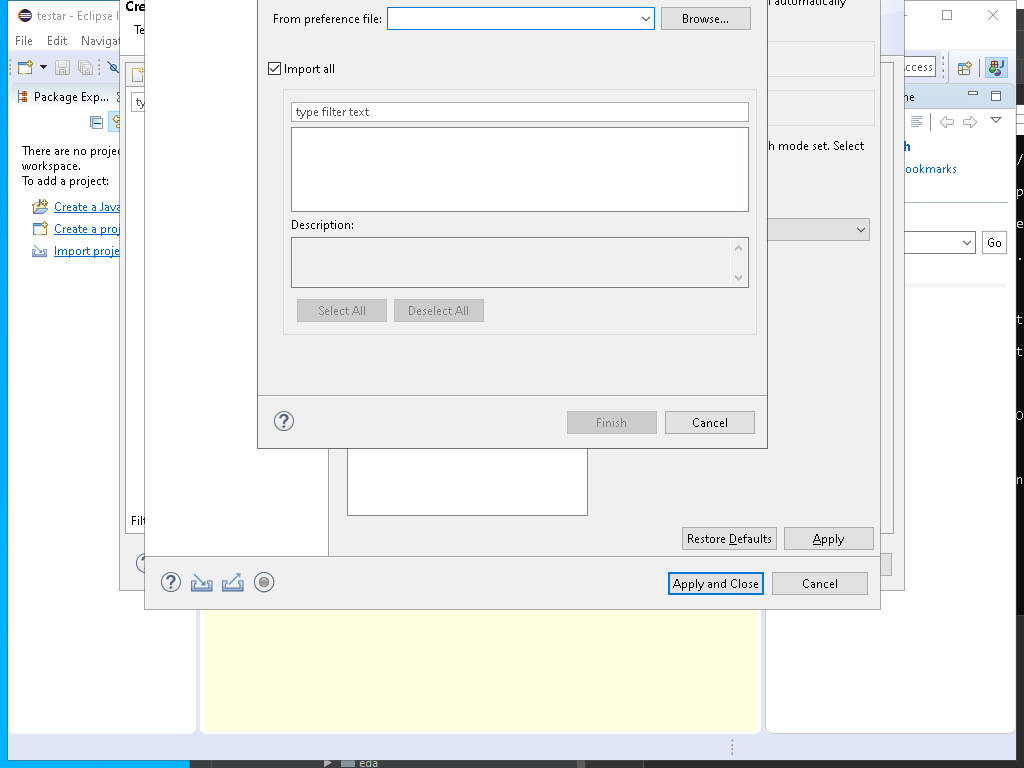 testar - Eclipse I
Cre
Te
File Edit Naviga
From preference file:
Browse...
automatically
Import all
ccess
Package Exp...
ne
ty
type filter text
There are no projec
workspace.
To add a project:
h mode set. Select
h
ookmarks
Create a Java
Create a proj
Import proje
Description:
Go
Select All
Deselect All
Finish
Cancel
Filt
Restore Defaults
Apply
Apply and Close
Cancel
eda